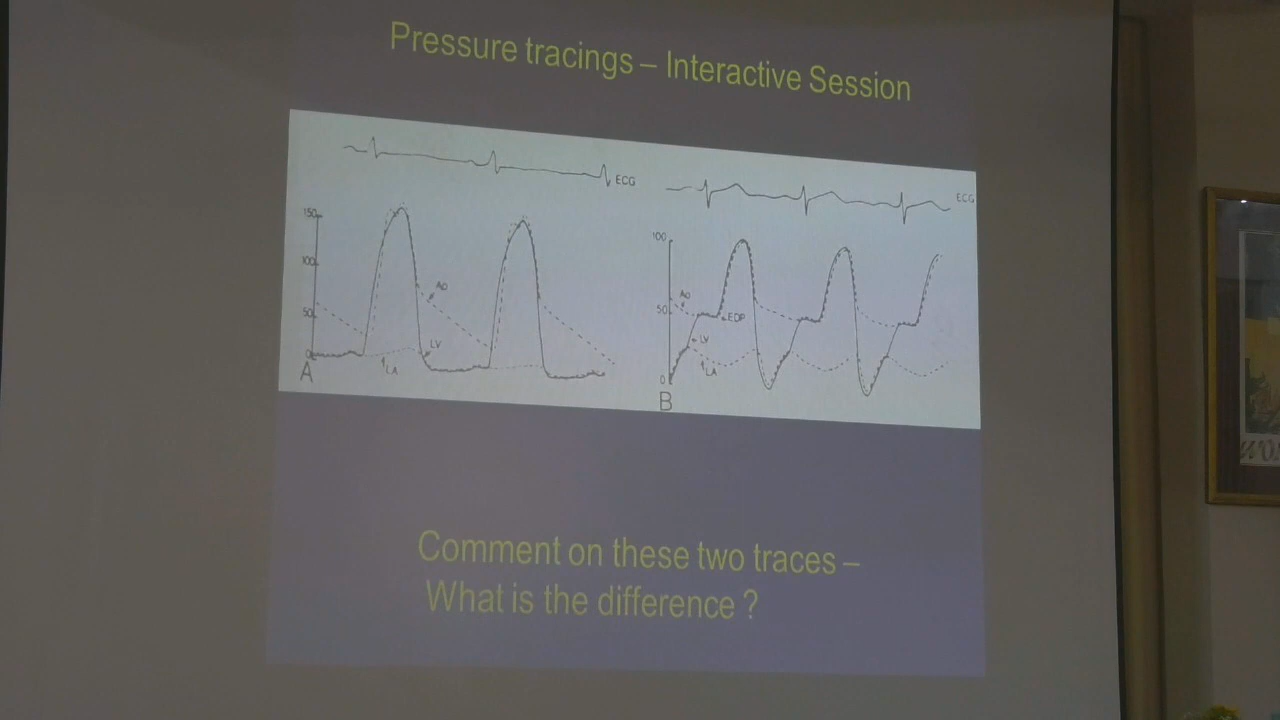 Pressure tracings – Interactive Session
ECG
ECG
150
100
50
0
AO
LV
LA
A
100
50
0
AO
EDP
LV
LA
B
Comment on these two traces –
What is the difference ?